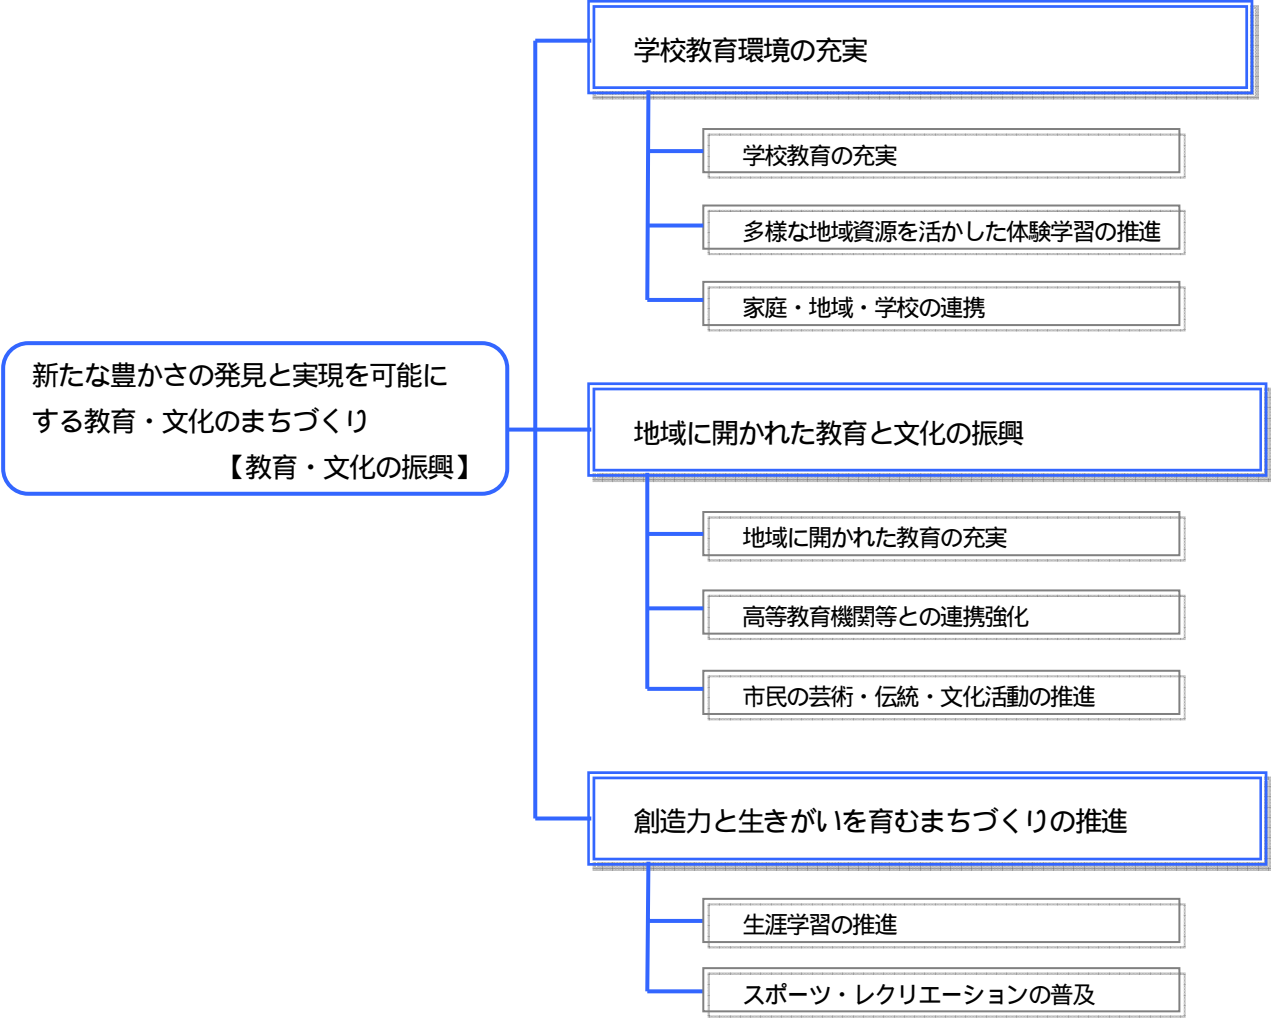 新たな豊かさの発見と実現を可能に
する教育・文化のまちづくり
【教育・文化の振興】
学校教育環境の充実
学校教育の充実
多様な地域資源を活かした体験学習の推進
家庭・地域・学校の連携
地域に開かれた教育と文化の振興
地域に開かれた教育の充実
高等教育機関等との連携強化
市民の芸術・伝統・文化活動の推進
創造力と生きがいを育むまちづくりの推進
生涯学習の推進
スポーツ・レクリエーションの普及